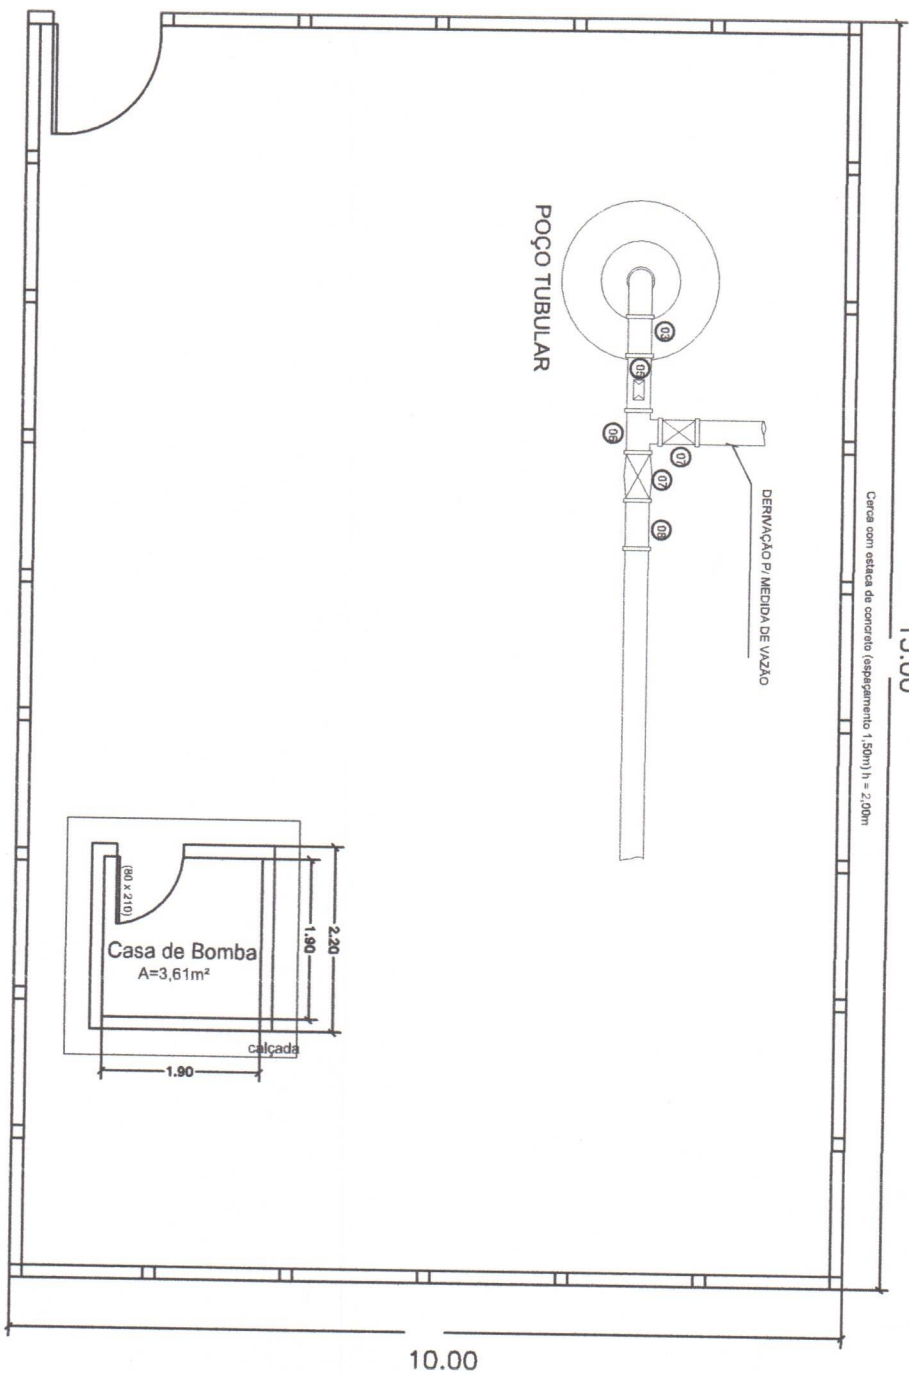 POÇO TUBULAR
03
05
06
07
07
08
DERIVAÇÃO P/ MEDIDA DE VAZÃO
Cerca com estaca de concreto (espaçamento 1,50m) h = 2,00m
(80 x 210)
Casa de Bomba
A=3,61m²
1.90
2.20
calçada
1.90
10.00